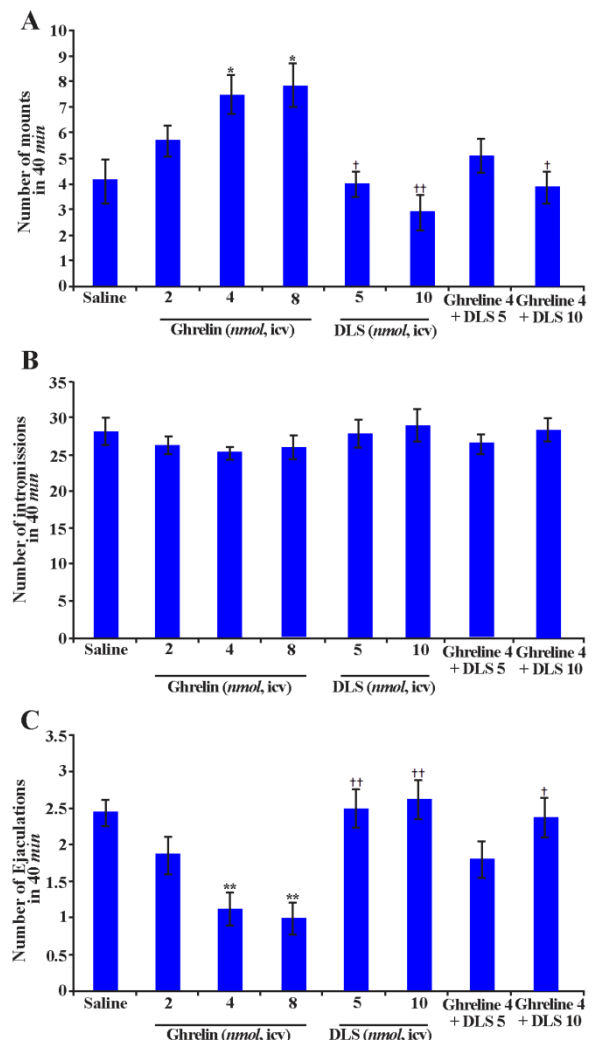 A
Number of mounts
in 40 min
10
9
8
7
6
5
4
3
2
1
0
*
*
†
††
†
Saline
2
4
8
5
10
Ghreline 4
+ DLS 5
Ghreline 4
+ DLS 10
Ghrelin (nmol, icv)
DLS (nmol, icv)
B
Number of intromissions
in 40 min
35
30
25
20
15
10
5
0
Saline
2
4
8
5
10
Ghreline 4
+ DLS 5
Ghreline 4
+ DLS 10
Ghrelin (nmol, icv)
DLS (nmol, icv)
C
Number of Ejaculations
in 40 min
3.5
3
2.5
2
1.5
1
0.5
0
**
**
††
††
†
Saline
2
4
8
5
10
Ghreline 4
+ DLS 5
Ghreline 4
+ DLS 10
Ghrelin (nmol, icv)
DLS (nmol, icv)